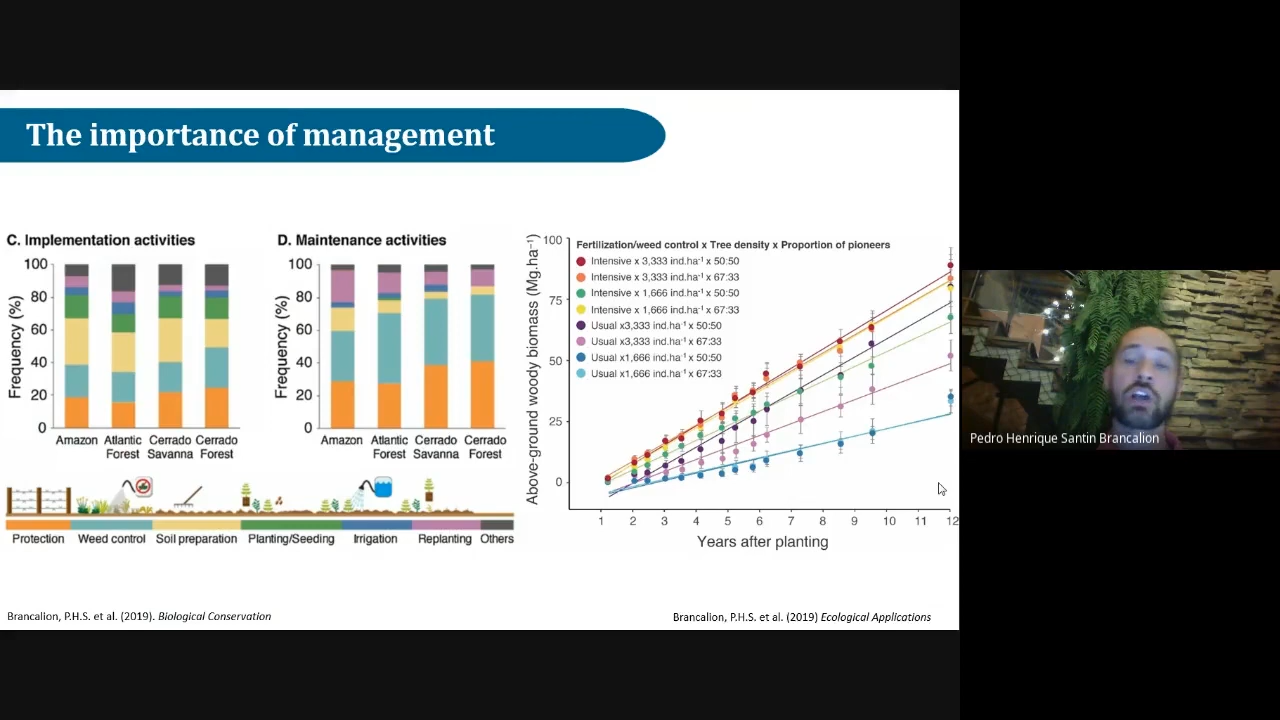 The importance of management
C. Implementation activities
Frequency (%)
100
80
60
40
20
0
Amazon
Atlantic Forest
Cerrado Savanna
Cerrado Forest
D. Maintenance activities
Frequency (%)
100
80
60
40
20
0
Amazon
Atlantic Forest
Cerrado Savanna
Cerrado Forest
Protection Weed control Soil preparation Planting/Seeding Irrigation Replanting Others
Above-ground woody biomass (Mg.ha⁻¹)
100
75
50
25
0
Fertilization/weed control x Tree density x Proportion of pioneers
Intensive x 3,333 ind.ha⁻¹ x 50:50
Intensive x 3,333 ind.ha⁻¹ x 67:33
Intensive x 1,666 ind.ha⁻¹ x 50:50
Intensive x 1,666 ind.ha⁻¹ x 67:33
Usual x3,333 ind.ha⁻¹ x 50:50
Usual x3,333 ind.ha⁻¹ x 67:33
Usual x1,666 ind.ha⁻¹ x 50:50
Usual x1,666 ind.ha⁻¹ x 67:33
1 2 3 4 5 6 7 8 9 10 11 12
Years after planting
Brancalion, P.H.S. et al. (2019). Biological Conservation
Brancalion, P.H.S. et al. (2019) Ecological Applications
Pedro Henrique Santin Brancalion